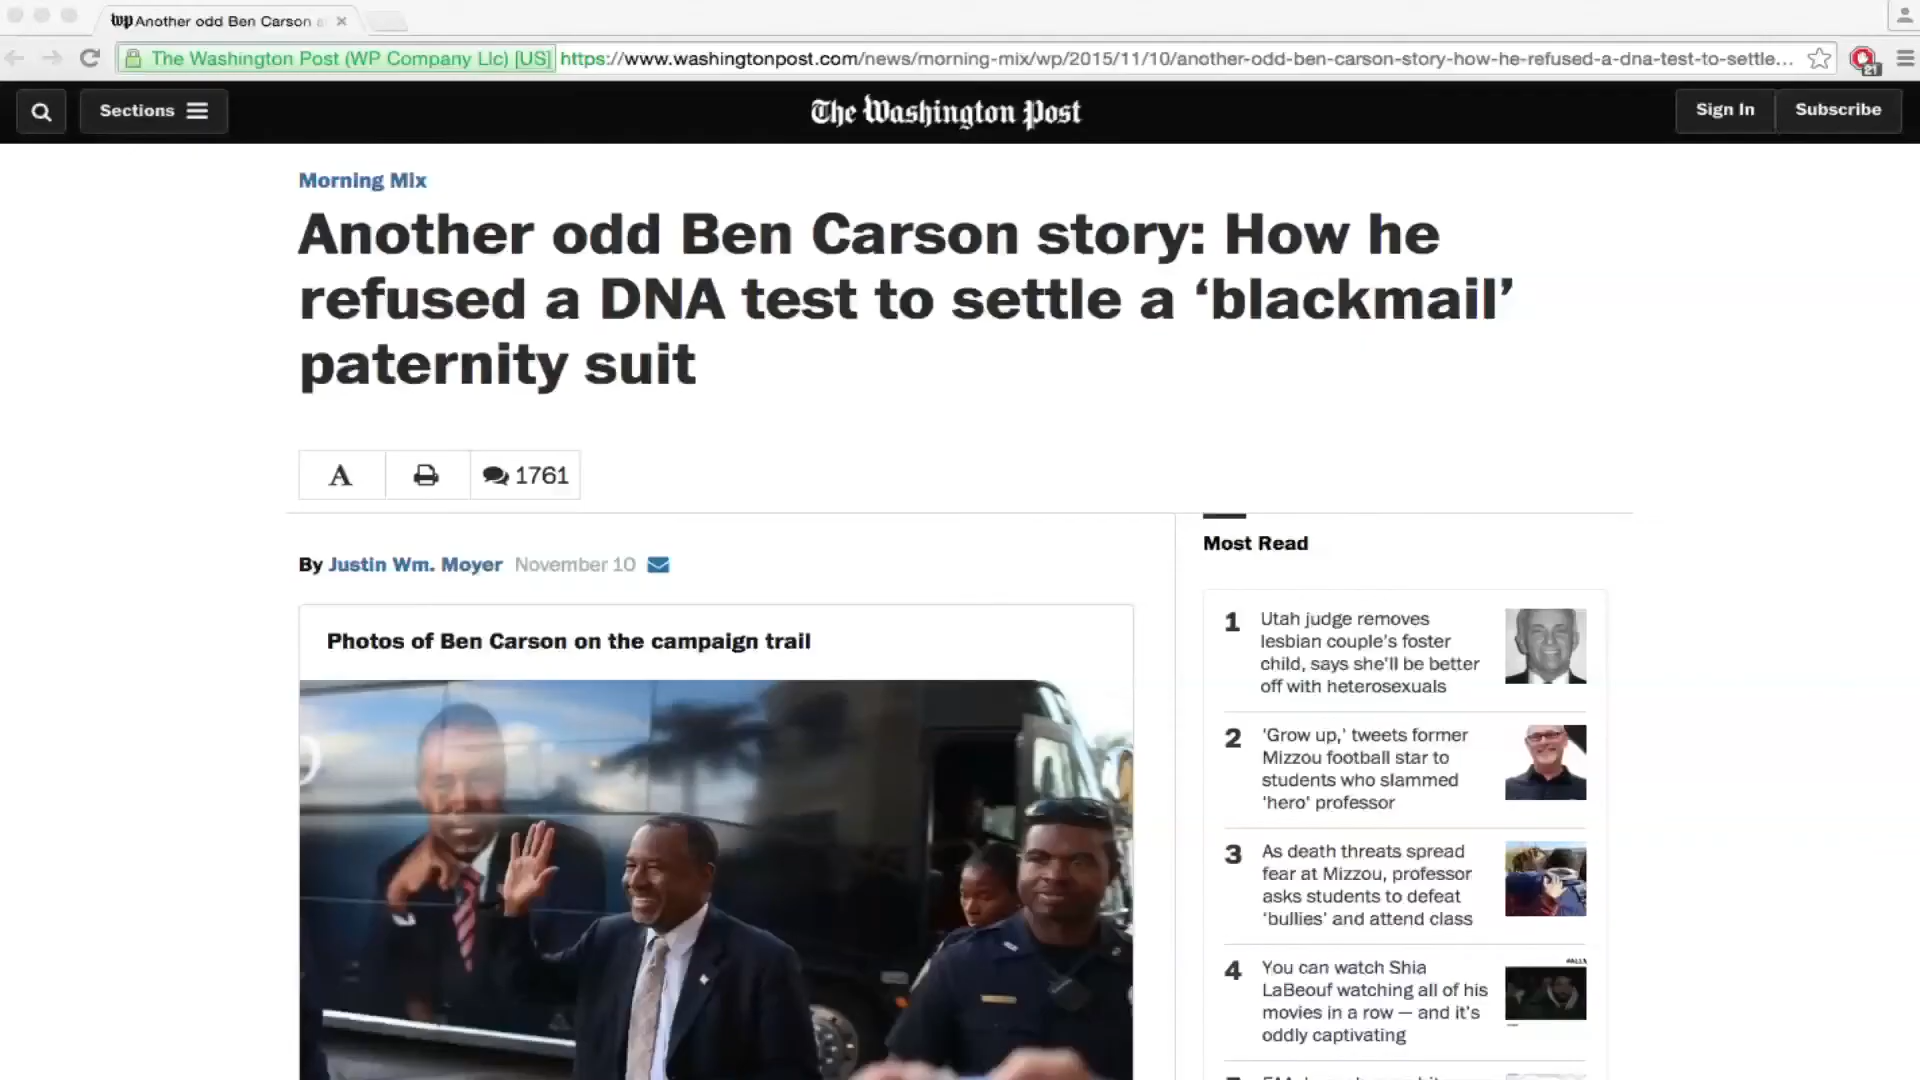 wp Another odd Ben Carson a
The Washington Post (WP Company Llc) [US] https://www.washingtonpost.com/news/morning-mix/wp/2015/11/10/another-odd-ben-carson-story-how-he-refused-a-dna-test-to-settle...
21
Sections
The Washington Post
Sign In
Subscribe
Morning Mix
Another odd Ben Carson story: How he
refused a DNA test to settle a ‘blackmail’
paternity suit
A
1761
By Justin Wm. Moyer November 10
Photos of Ben Carson on the campaign trail
Most Read
1 Utah judge removes
lesbian couple's foster
child, says she'll be better
off with heterosexuals
2 'Grow up,' tweets former
Mizzou football star to
students who slammed
'hero' professor
3 As death threats spread
fear at Mizzou, professor
asks students to defeat
'bullies' and attend class
4 You can watch Shia
LaBeouf watching all of his
movies in a row — and it's
oddly captivating